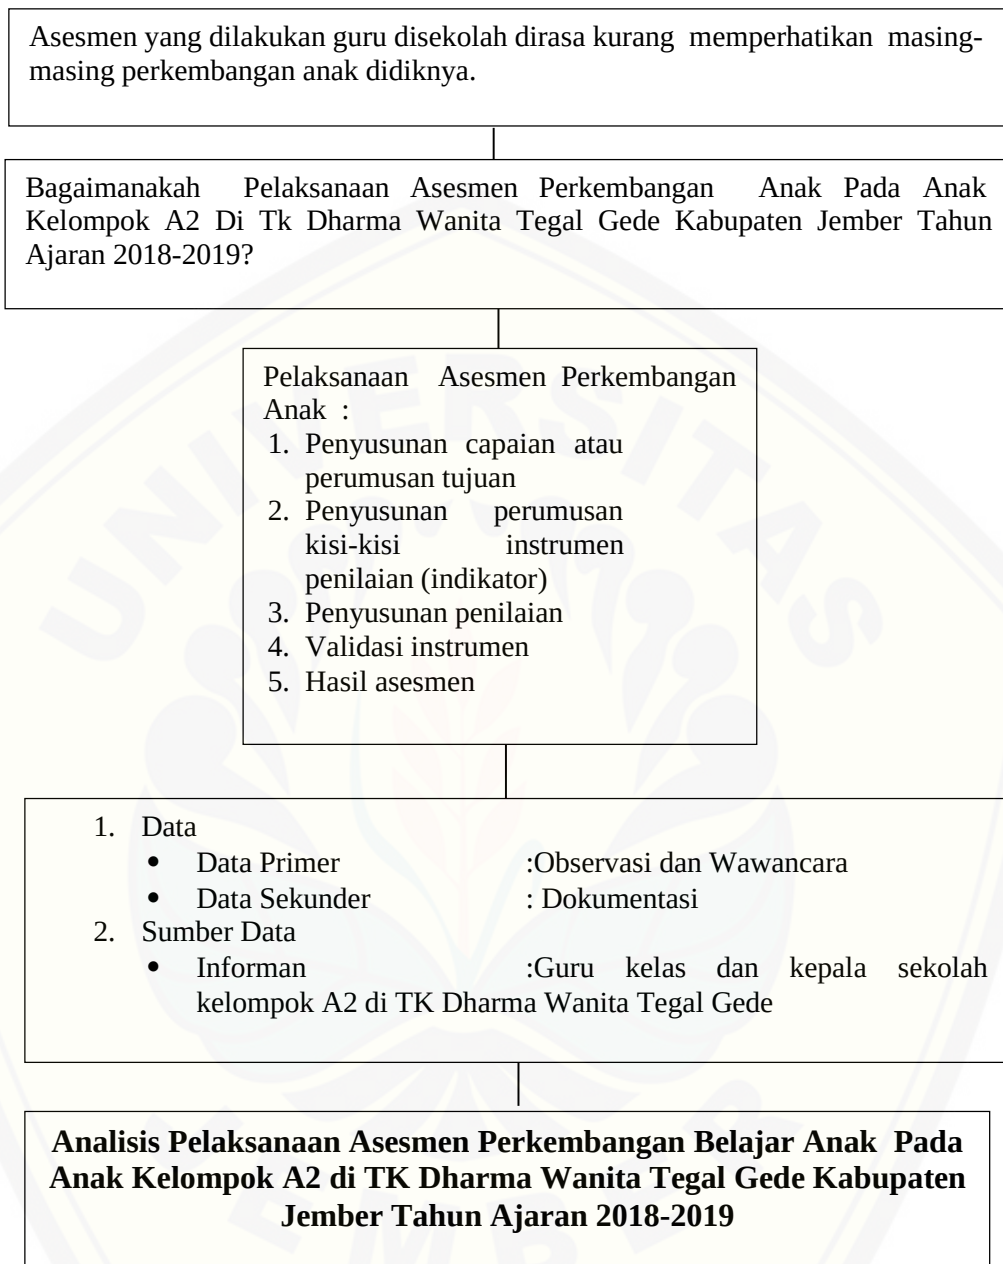 Asesmen yang dilakukan guru disekolah dirasa kurang memperhatikan masing-
masing perkembangan anak didiknya.
Bagaimanakah Pelaksanaan Asesmen Perkembangan Anak Pada Anak
Kelompok A2 Di Tk Dharma Wanita Tegal Gede Kabupaten Jember Tahun
Ajaran 2018-2019?
Pelaksanaan Asesmen Perkembangan
Anak :
1. Penyusunan capaian atau
perumusan tujuan
2. Penyusunan perumusan
kisi-kisi instrumen
penilaian (indikator)
3. Penyusunan penilaian
4. Validasi instrumen
5. Hasil asesmen
1. Data
• Data Primer :Observasi dan Wawancara
• Data Sekunder : Dokumentasi
2. Sumber Data
• Informan :Guru kelas dan kepala sekolah
kelompok A2 di TK Dharma Wanita Tegal Gede
Analisis Pelaksanaan Asesmen Perkembangan Belajar Anak Pada
Anak Kelompok A2 di TK Dharma Wanita Tegal Gede Kabupaten
Jember Tahun Ajaran 2018-2019
UNIVERSITAS
JEMBER